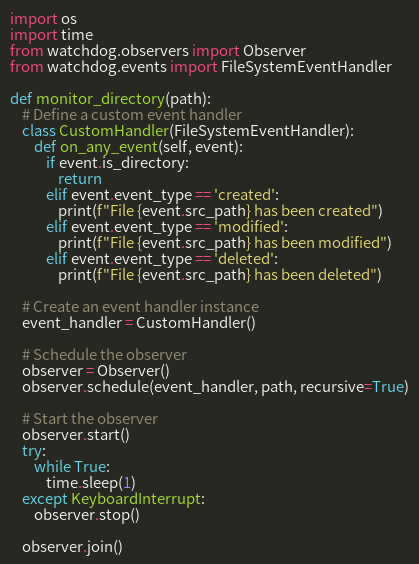 import os
import time
from watchdog.observers import Observer
from watchdog.events import FileSystemEventHandler

def monitor_directory(path):
    # Define a custom event handler
    class CustomHandler(FileSystemEventHandler):
        def on_any_event(self, event):
            if event.is_directory:
                return
            elif event.event_type == 'created':
                print(f"File {event.src_path} has been created")
            elif event.event_type == 'modified':
                print(f"File {event.src_path} has been modified")
            elif event.event_type == 'deleted':
                print(f"File {event.src_path} has been deleted")

    # Create an event handler instance
    event_handler = CustomHandler()

    # Schedule the observer
    observer = Observer()
    observer.schedule(event_handler, path, recursive=True)

    # Start the observer
    observer.start()
    try:
        while True:
            time.sleep(1)
    except KeyboardInterrupt:
        observer.stop()

    observer.join()